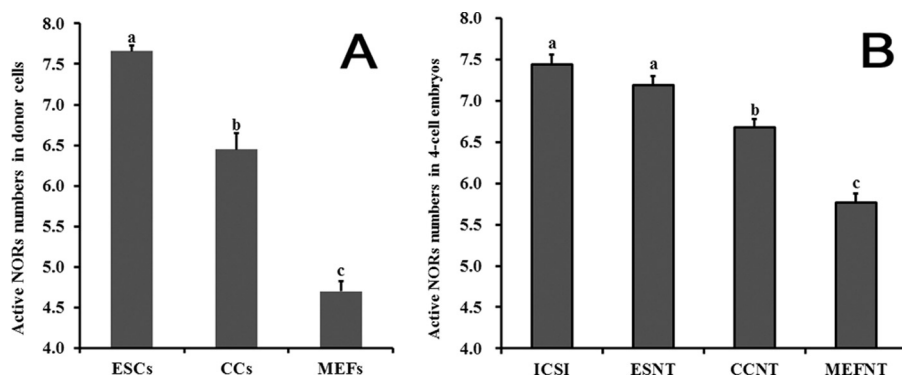 A
Active NORs numbers in donor cells
8.0
7.5
7.0
6.5
6.0
5.5
5.0
4.5
4.0
a
b
c
ESCs CCs MEFs
B
Active NORs numbers in 4-cell embryos
8.0
7.5
7.0
6.5
6.0
5.5
5.0
4.5
4.0
a
a
b
c
ICSI ESNT CCNT MEFNT